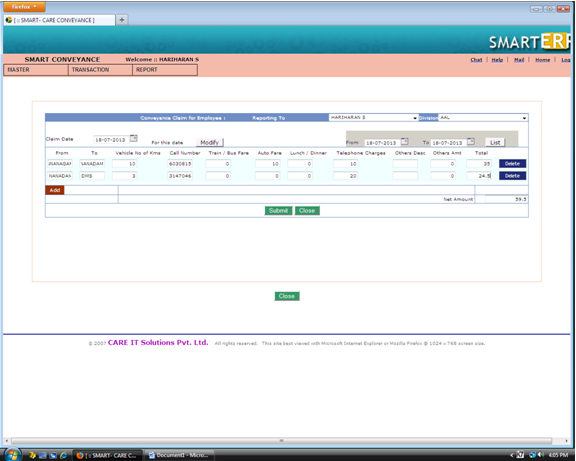 Firefox
[ :: SMART- CARE CONVEYANCE ]
SMARTERP
SMART CONVEYANCE Welcome :: HARIHARAN S
Chat | Help | Mail | Home | Log
MASTER TRANSACTION REPORT
Conveyance Claim for Employee : Reporting To HARIHARAN S Division AAL
Claim Date 18-07-2013 For this date Modify From 18-07-2013 To 18-07-2013 List
From To Vehicle No of Kms Call Number Train / Bus Fare Auto Fare Lunch / Dinner Telephone Charges Others Desc Others Amt Total
JNANADAN VANADAM 10 6030815 0 10 0 10 0 35 Delete
NANADAN DMS 3 3147046 0 0 0 20 0 24.5 Delete
Add
Net Amount 59.5
Submit Close
Close
© 2007 CARE IT Solutions Pvt. Ltd. All rights reserved. This site best viewed with Microsoft Internet Explorer or Mozilla Firefox @ 1024 x 768 screen size.
[ :: SMART- CARE C... Document1 - Micro... 4:05 PM